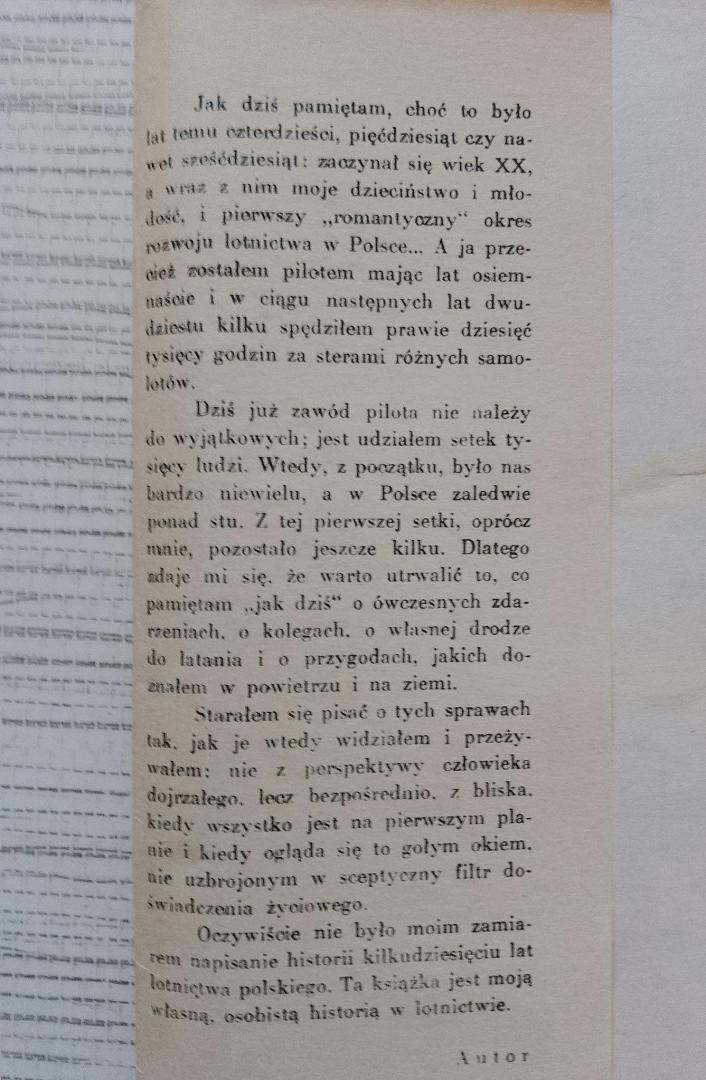 Jak dziś pamiętam, choć to było
lat temu czterdzieści, pięćdziesiąt czy na-
wet sześćdziesiąt: zaczynał się wiek XX,
a wraz z nim moje dzieciństwo i mło-
dość, i pierwszy „romantyczny“ okres
rozwoju lotnictwa w Polsce... A ja prze-
cież zostałem pilotem mając lat osiem-
naście i w ciągu następnych lat dwu-
dziestu kilku spędziłem prawie dziesięć
tysięcy godzin za sterami różnych samo-
lotów.
Dziś już zawód pilota nie należy
do wyjątkowych; jest udziałem setek ty-
sięcy ludzi. Wtedy, z początku, było nas
bardzo niewielu, a w Polsce zaledwie
ponad stu. Z tej pierwszej setki, oprócz
mnie, pozostało jeszcze kilku. Dlatego
zdaje mi się, że warto utrwalić to, co
pamiętam „jak dziś“ o ówczesnych zda-
rzeniach, o kolegach, o własnej drodze
do latania i o przygodach, jakich do-
znałem w powietrzu i na ziemi.
Starałem się pisać o tych sprawach
tak, jak je wtedy widziałem i przeży-
wałem; nie z perspektywy człowieka
dojrzałego, lecz bezpośrednio, z bliska,
kiedy wszystko jest na pierwszym pla-
nie i kiedy ogląda się to gołym okiem,
nie uzbrojonym w sceptyczny filtr do-
świadczenia życiowego.
Oczywiście nie było moim zamia-
rem napisanie historii kilkudziesięciu lat
lotnictwa polskiego. Ta książka jest moją
własną, osobistą historią w lotnictwie.
Autor